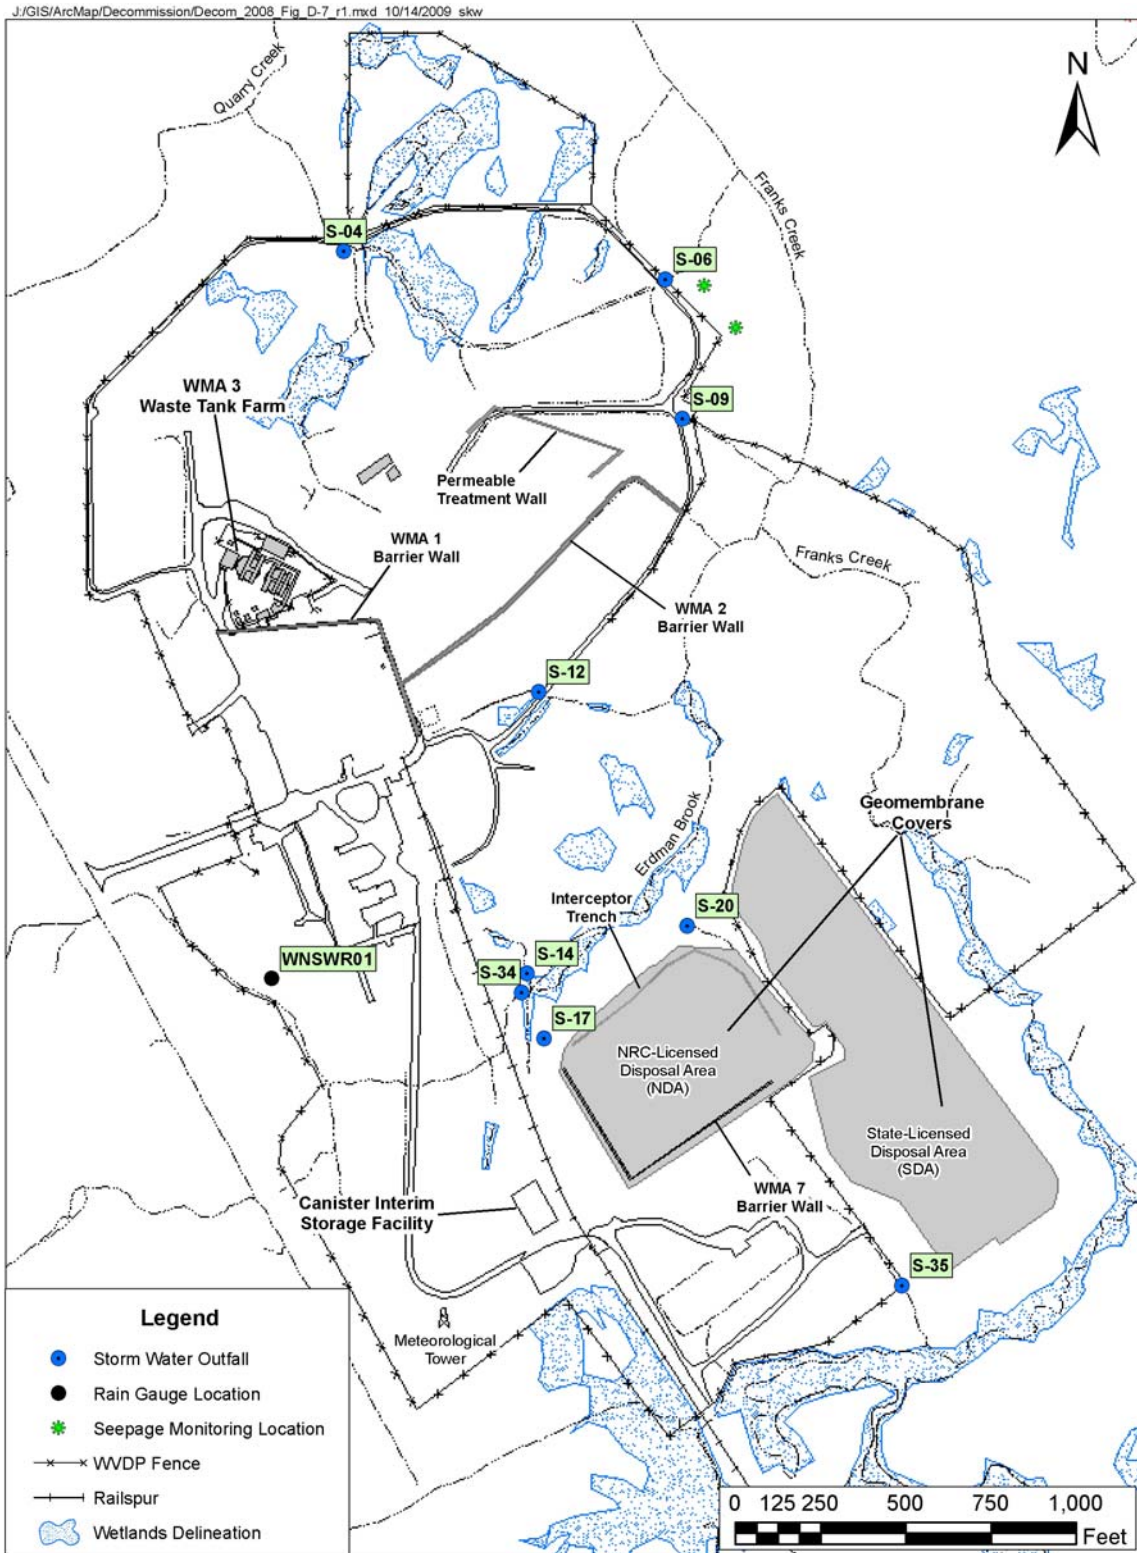 J:/GIS/ArcMap/Decommission/Decom_2008_Fig_D-7_r1.mxd 10/14/2009 skw
N
Quarry Creek
Franks Creek
S-04
S-06
WMA 3
Waste Tank Farm
S-09
Permeable
Treatment Wall
WMA 1
Barrier Wall
Franks Creek
WMA 2
Barrier Wall
S-12
Geomembrane
Covers
Erdman Brook
Interceptor
Trench
S-20
WNSWR01
S-14
S-34
S-17
NRC-Licensed
Disposal Area
(NDA)
State-Licensed
Disposal Area
(SDA)
WMA 7
Barrier Wall
Canister Interim
Storage Facility
S-35
Meteorological
Tower
Legend
Storm Water Outfall
Rain Gauge Location
Seepage Monitoring Location
WVDP Fence
Railspur
Wetlands Delineation
0 125 250 500 750 1,000
Feet